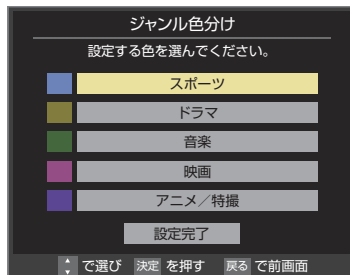 ジャンル色分け
設定する色を選んでください。
スポーツ
ドラマ
音楽
映画
アニメ／特撮
設定完了
で選び 決定 を押す 戻る で前画面